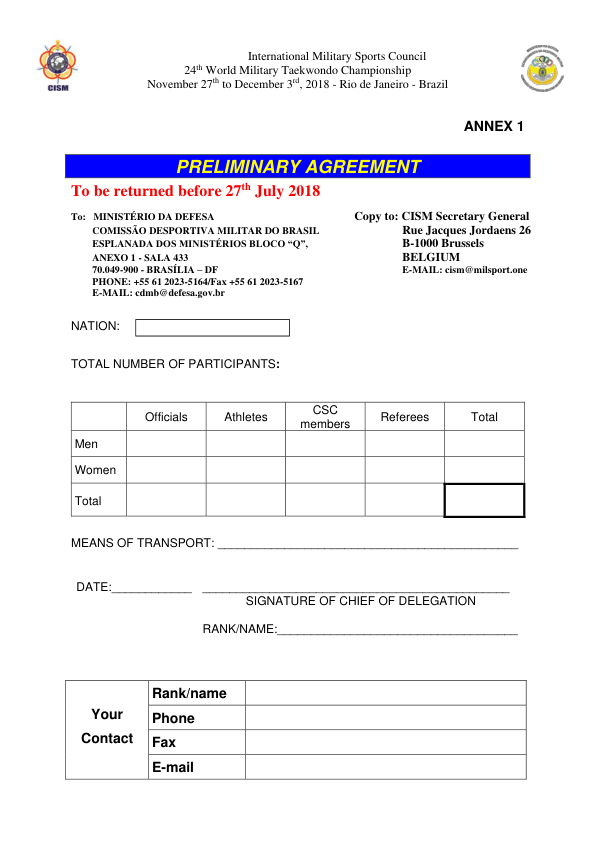 International Military Sports Council
24th World Military Taekwondo Championship
November 27th to December 3rd, 2018 - Rio de Janeiro - Brazil
CISM
ANNEX 1
PRELIMINARY AGREEMENT
To be returned before 27th July 2018
To: MINISTÉRIO DA DEFESA
COMISSÃO DESPORTIVA MILITAR DO BRASIL
ESPLANADA DOS MINISTÉRIOS BLOCO “Q”,
ANEXO 1 - SALA 433
70.049-900 - BRASÍLIA – DF
PHONE: +55 61 2023-5164/Fax +55 61 2023-5167
E-MAIL: cdmb@defesa.gov.br
Copy to: CISM Secretary General
Rue Jacques Jordaens 26
B-1000 Brussels
BELGIUM
E-MAIL: cism@milsport.one
NATION:
TOTAL NUMBER OF PARTICIPANTS:
Officials Athletes CSC members Referees Total
Men
Women
Total
MEANS OF TRANSPORT: ___________________________________________
DATE:____________ ______________________________________________
SIGNATURE OF CHIEF OF DELEGATION
RANK/NAME:____________________________________
Your Contact
Rank/name
Phone
Fax
E-mail